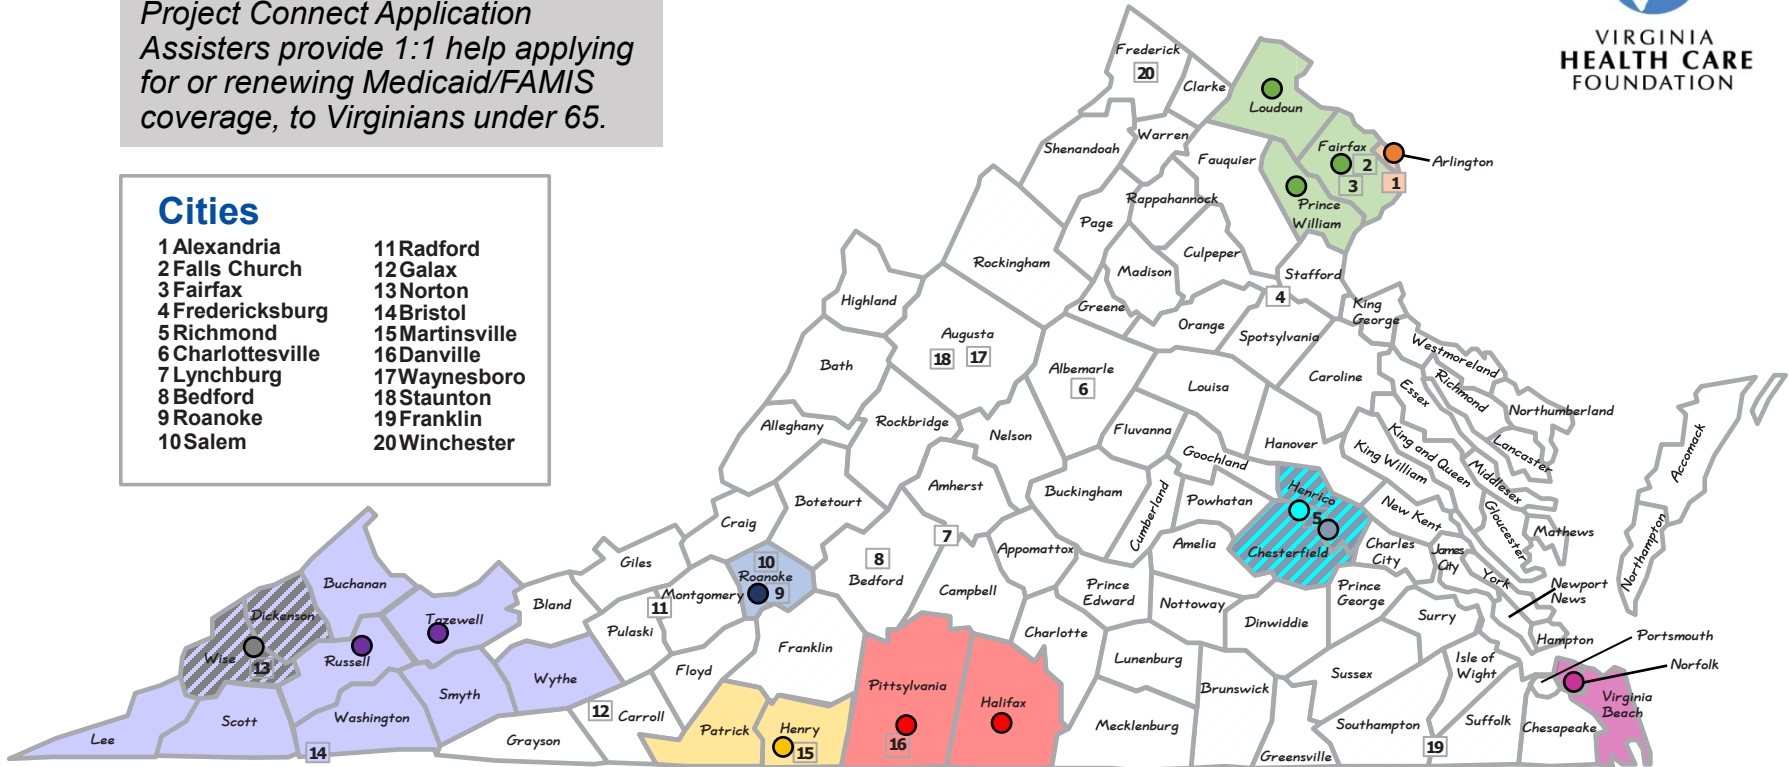 Project Connect Application
Assisters provide 1:1 help applying
for or renewing Medicaid/FAMIS
coverage, to Virginians under 65.
VIRGINIA
HEALTH CARE
FOUNDATION
Cities
1 Alexandria
2 Falls Church
3 Fairfax
4 Fredericksburg
5 Richmond
6 Charlottesville
7 Lynchburg
8 Bedford
9 Roanoke
10 Salem
11 Radford
12 Galax
13 Norton
14 Bristol
15 Martinsville
16 Danville
17 Waynesboro
18 Staunton
19 Franklin
20 Winchester
Frederick
20
Clarke
Loudoun
Warren
Shenandoah
Fauquier
Fairfax
2
3
1
Arlington
Rappahannock
Prince
William
Page
Culpeper
Rockingham
Madison
Stafford
Highland
Greene
4
King
George
Orange
Augusta
18
17
Spotsylvania
Westmoreland
Bath
Albemarle
6
Louisa
Caroline
Essex
Richmond
Northumberland
Alleghany
Rockbridge
Nelson
Fluvanna
Hanover
Goochland
King William
King and Queen
Lancaster
Middlesex
Accomack
Botetourt
Amherst
Buckingham
Cumberland
Powhatan
Henrico
5
New Kent
Gloucester
Mathews
Craig
7
Appomattox
Amelia
Chesterfield
Charles
City
James
City
York
Northampton
Giles
10
Roanoke
9
8
Bedford
Buchanan
Campbell
Prince
Edward
Nottoway
Prince
George
Newport
News
Bland
Montgomery
11
Dickenson
Tazewell
Pulaski
Surry
Dinwiddie
Charlotte
Hampton
Portsmouth
Wise
13
Russell
Franklin
Floyd
Lunenburg
Isle of
Wight
Norfolk
Wythe
Smyth
Pittsylvania
Halifax
Brunswick
Sussex
Virginia
Beach
Scott
Washington
12
Carroll
Patrick
Henry
15
16
Mecklenburg
Southampton
19
Suffolk
Chesapeake
Lee
14
Grayson
Greensville